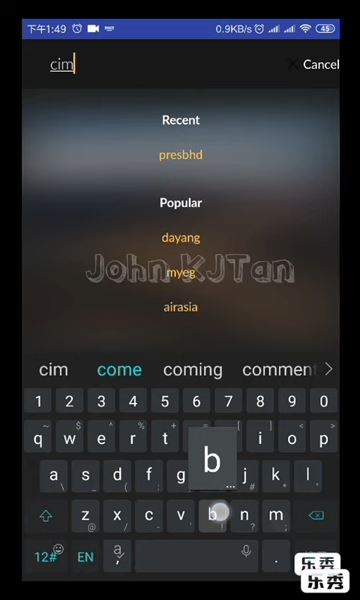 下午1:49 0.9KB/s 45
cim Cancel
Recent
presbhd
Popular
dayang
John KJTan
myeg
airasia
cim come coming comment
1 2 3 4 5 6 7 8 9 0
q w e r t i o p
a s d f g j k l
b
z x c v b n m
12# EN , .
乐秀
乐秀